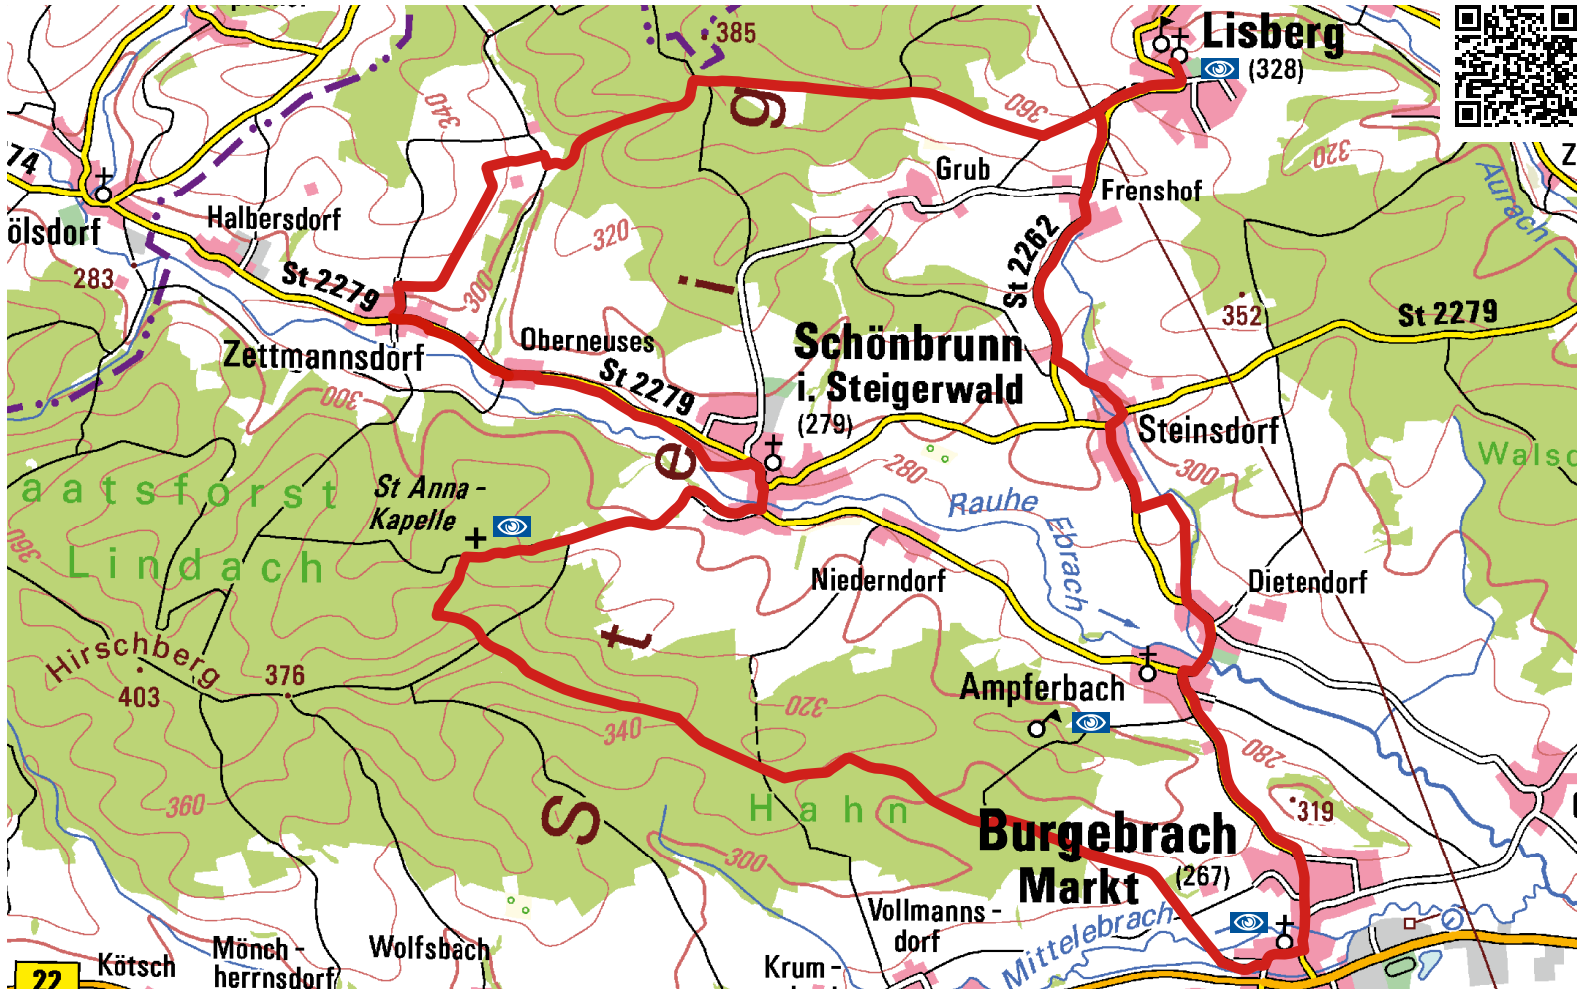 385
Lisberg
(328)
340
g
360
320
Z
74
Grub
Frenshof
Aurach
Halbersdorf
ölsdorf
320
St 2262
283
St 2279
300
i
352
St 2279
Oberneuses
Schönbrunn
i. Steigerwald
(279)
Zettmannsdorf
St 2279
300
Steinsdorf
Walsd
e
280
300
aatsforst
St Anna -
Kapelle
Rauhe
Ebrach
360
Lindach
Niederndorf
Dietendorf
t
Hirschberg
403
376
Ampferbach
320
340
280
360
S
Hahn
319
Burgebrach
Markt
(267)
300
Vollmanns -
dorf
Mittelebrach
Kötsch
Mönch -
herrnsdorf
Wolfsbach
Krum -
22